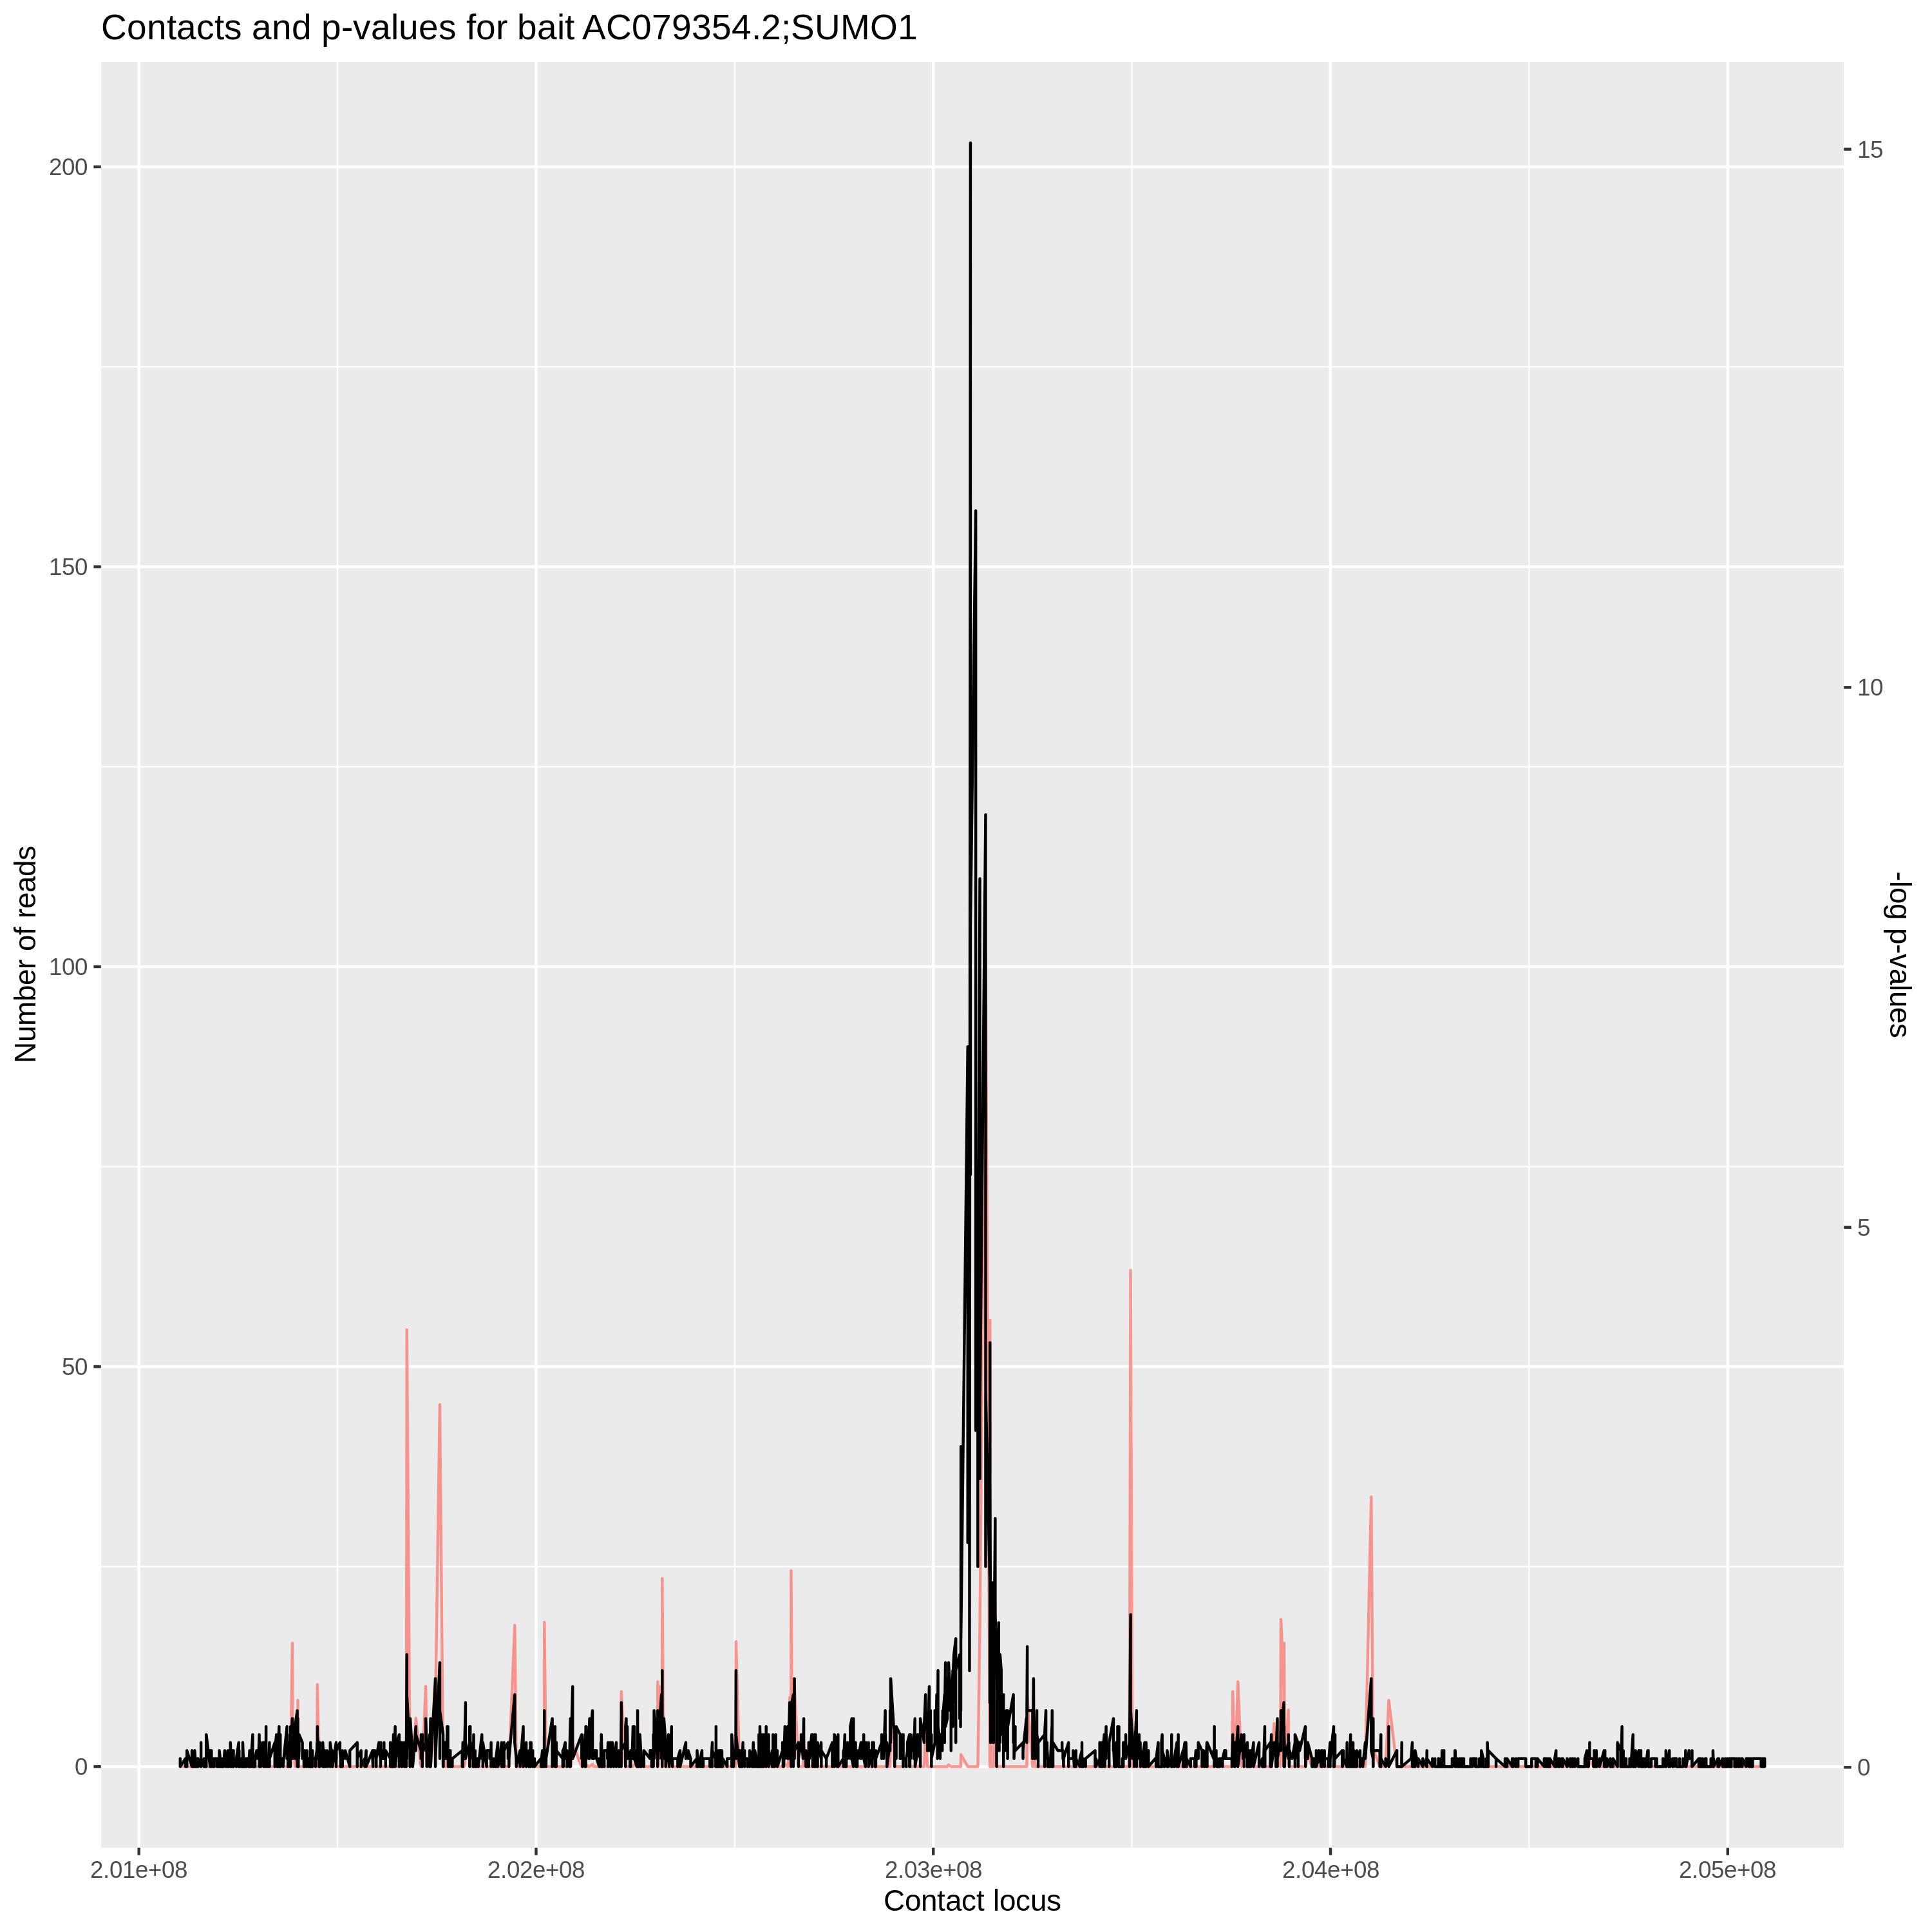 Contacts and p-values for bait AC079354.2;SUMO1
200
150
100
50
0
Number of reads
15
10
5
0
-log p-values
2.01e+08
2.02e+08
2.03e+08
2.04e+08
2.05e+08
Contact locus